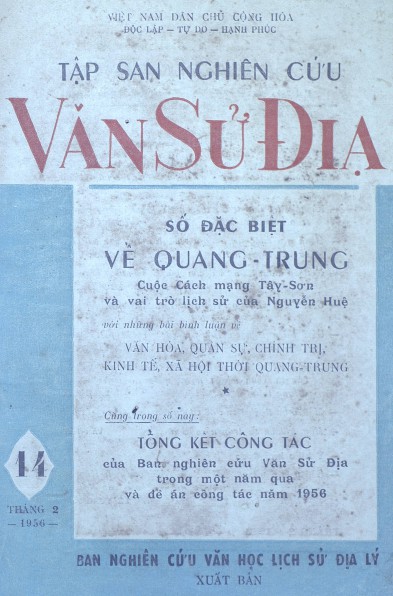 VIỆT NAM DÂN CHỦ CỘNG HÒA
ĐỘC LẬP — TỰ DO — HẠNH PHÚC
TẬP SAN NGHIÊN CỨU
VĂN SỬ ĐỊA
SỐ ĐẶC BIỆT
VỀ QUANG-TRUNG
Cuộc Cách mạng Tây-Sơn
và vai trò lịch sử của Nguyễn Huệ
với những bài bình luận về
VĂN HÓA, QUÂN SỰ, CHÍNH TRỊ,
KINH TẾ, XÃ HỘI THỜI QUANG-TRUNG
★
Cũng trong số này:
TỔNG KẾT CÔNG TÁC
của Ban nghiên cứu Văn Sử Địa
trong một năm qua
và đề án công tác năm 1956
14
THÁNG 2
— 1956 —
BAN NGHIÊN CỨU VĂN HỌC LỊCH SỬ ĐỊA LÝ
XUẤT BẢN